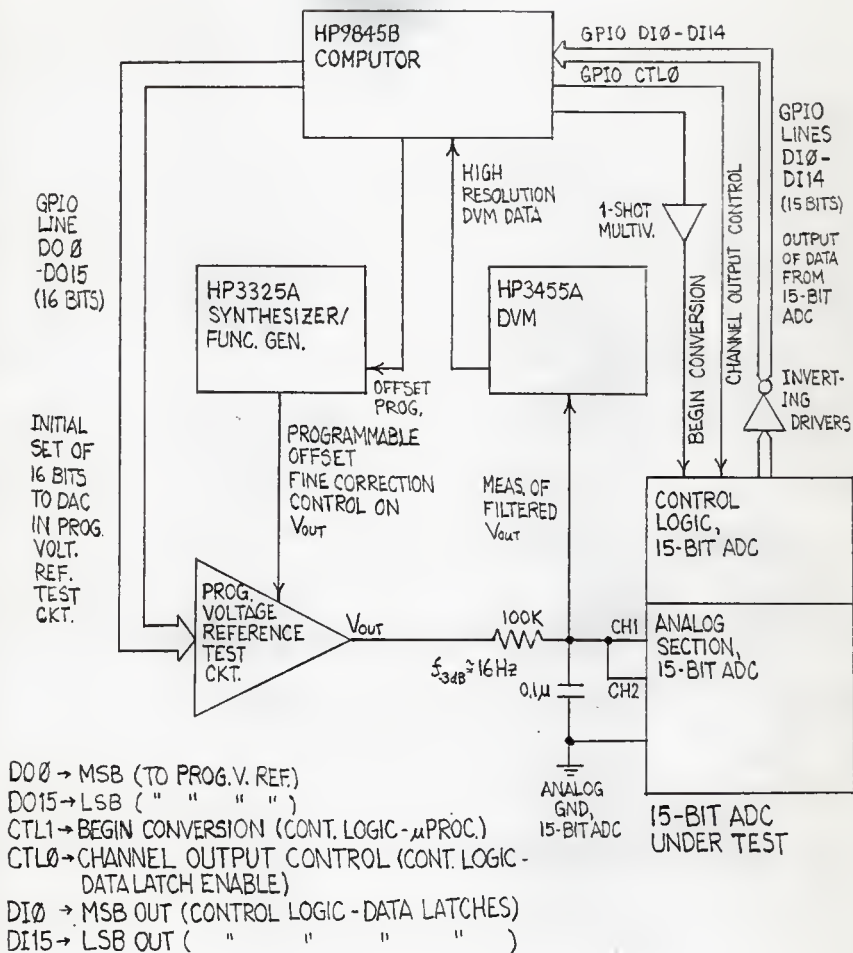 HP9845B
COMPUTOR
GPIO DIØ-DI14
GPIO CTLØ
GPIO
LINES
DIØ-
DI14
(15 BITS)
OUTPUT
OF DATA
FROM
15-BIT
ADC
HIGH
RESOLUTION
DVM DATA
1-SHOT
MULTIV.
BEGIN CONVERSION
CHANNEL OUTPUT CONTROL
GPIO
LINE
DO Ø
-DO15
(16 BITS)
HP3325A
SYNTHESIZER/
FUNC. GEN.
HP3455A
DVM
OFFSET
PROG.
INVERT-
ING
DRIVERS
INITIAL
SET OF
16 BITS
TO DAC
IN PROG.
VOLT.
REF.
TEST
CKT.
PROGRAMMABLE
OFFSET
FINE CORRECTION
CONTROL ON
VOUT
MEAS. OF
FILTERED
VOUT
CONTROL
LOGIC,
15-BIT ADC
PROG.
VOLTAGE
REFERENCE
TEST
CKT.
VOUT
100K
f3dB≃16Hz
0.1µ
CH1
CH2
ANALOG
SECTION,
15-BIT ADC
ANALOG
GND,
15-BIT ADC
15-BIT ADC
UNDER TEST
DOØ → MSB (TO PROG. V. REF.)
DO15 → LSB ( " " " " )
CTL1 → BEGIN CONVERSION (CONT. LOGIC-µPROC.)
CTLØ → CHANNEL OUTPUT CONTROL (CONT. LOGIC-
DATA LATCH ENABLE)
DIØ → MSB OUT (CONTROL LOGIC - DATA LATCHES)
DI15 → LSB OUT ( " " " " )